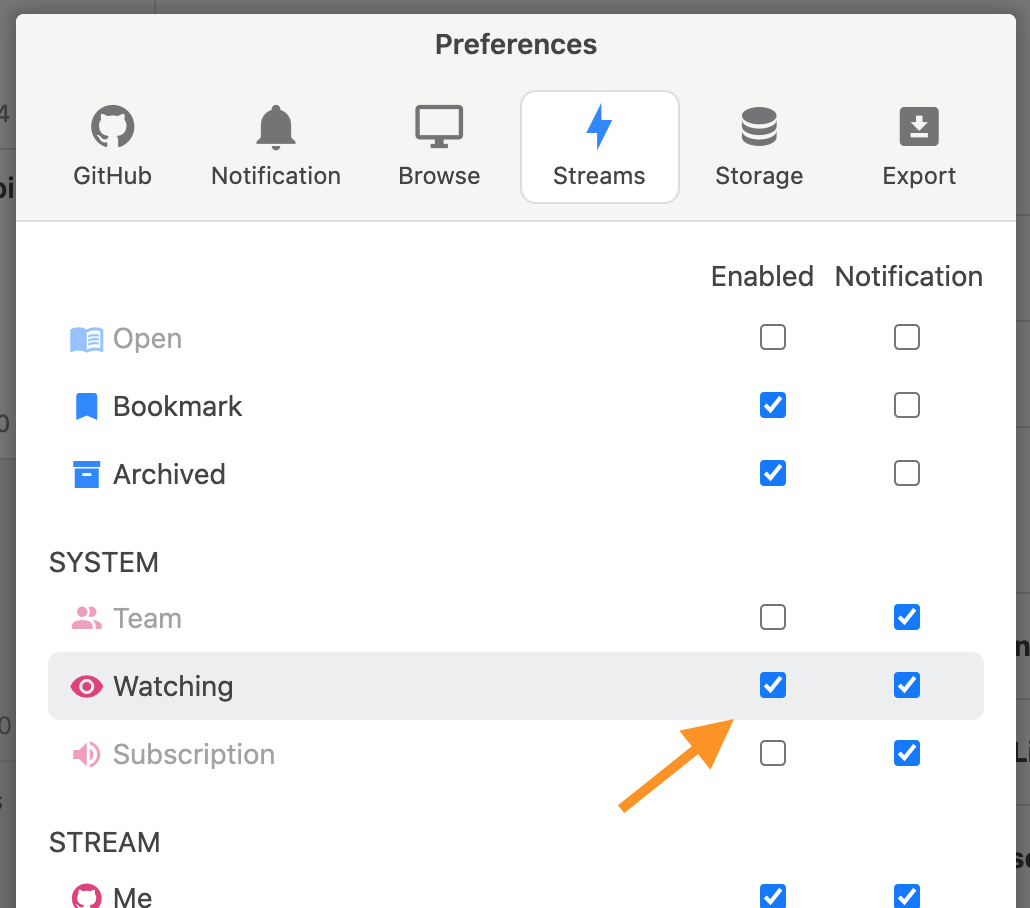 Preferences
GitHub Notification Browse Streams Storage Export
Enabled Notification
Open
Bookmark
Archived
SYSTEM
Team
Watching
Subscription
STREAM
Me